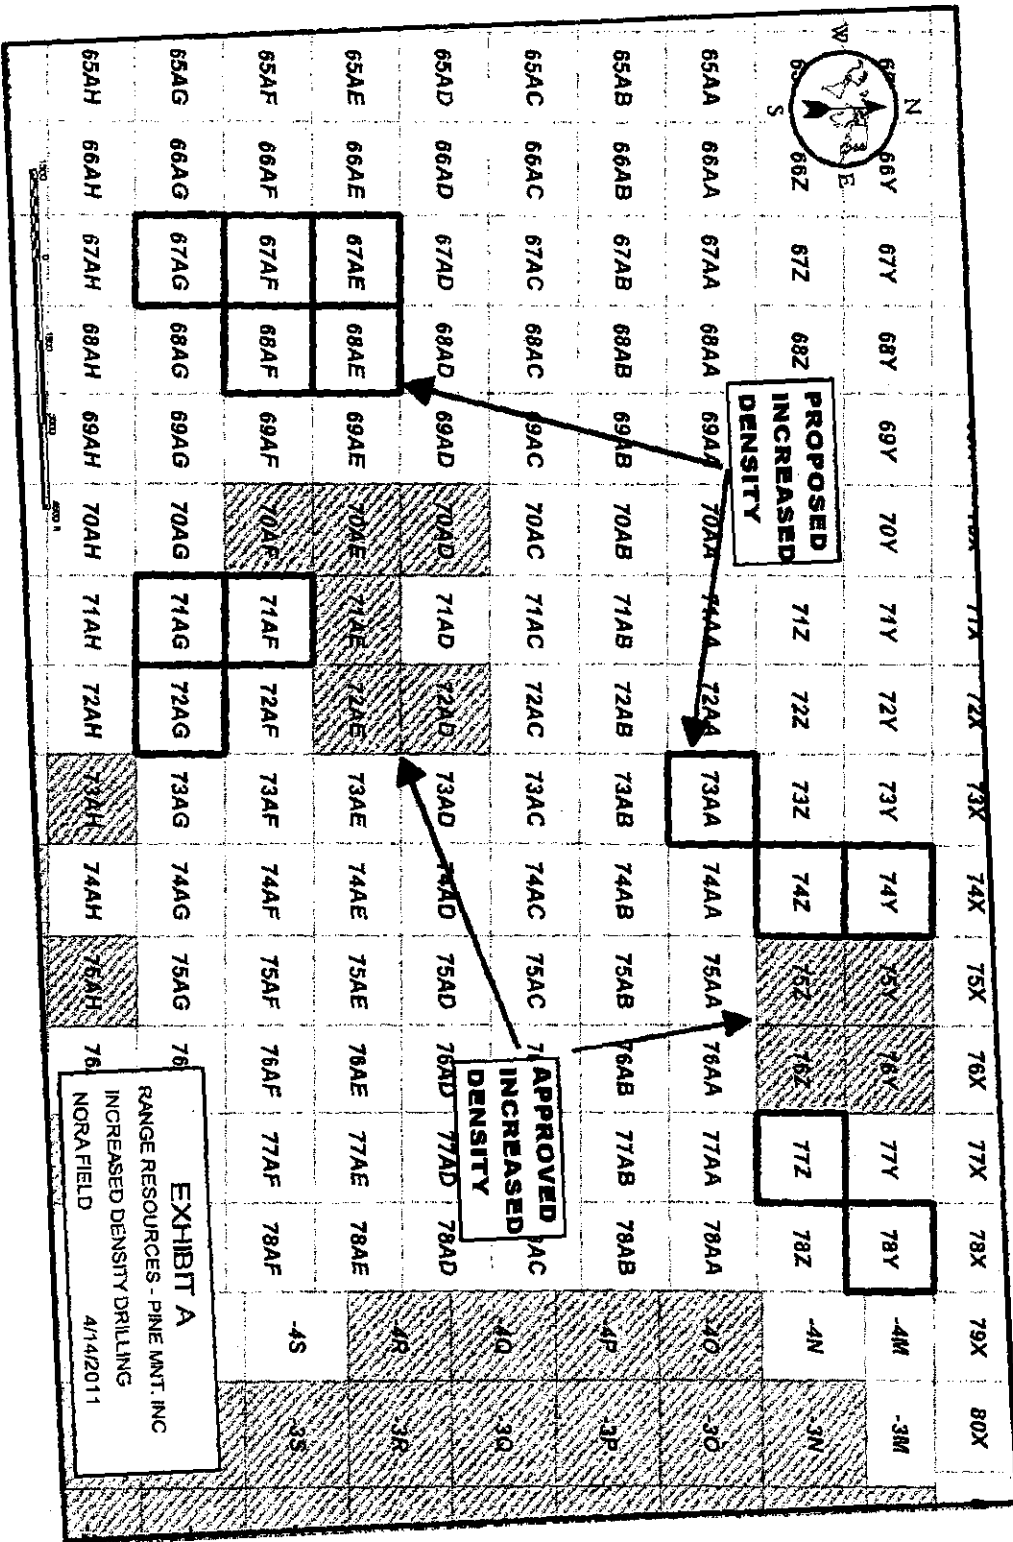 71X 72X 73X 74X 75X 76X 77X 78X 79X 80X
N
W E
S
66Y 67Y 68Y 69Y 70Y 71Y 72Y 73Y 74Y 75Y 76Y 77Y 78Y -4M -3M
66Z 67Z 68Z 71Z 72Z 73Z 74Z 75Z 76Z 77Z 78Z -4N -3N
PROPOSED
INCREASED
DENSITY
65AA 66AA 67AA 68AA 69AA 70AA 71AA 72AA 73AA 74AA 75AA 76AA 77AA 78AA -4O -3O
65AB 66AB 67AB 68AB 69AB 70AB 71AB 72AB 73AB 74AB 75AB 76AB 77AB 78AB -4P -3P
65AC 66AC 67AC 68AC 69AC 70AC 71AC 72AC 73AC 74AC 75AC -4Q -3Q
APPROVED
INCREASED
DENSITY
65AD 66AD 67AD 68AD 69AD 70AD 71AD 72AD 73AD 74AD 75AD 76AD 77AD 78AD
65AE 66AE 67AE 68AE 69AE 70AE 71AE 72AE 73AE 74AE 75AE 76AE 77AE 78AE -4R -3R
65AF 66AF 67AF 68AF 69AF 70AF 71AF 72AF 73AF 74AF 75AF 76AF 77AF 78AF -4S -3S
65AG 66AG 67AG 68AG 69AG 70AG 71AG 72AG 73AG 74AG 75AG
65AH 66AH 67AH 68AH 69AH 70AH 71AH 72AH 73AH 74AH 75AH
EXHIBIT A
RANGE RESOURCES - PINE MNT. INC
INCREASED DENSITY DRILLING
NORA FIELD 4/14/2011